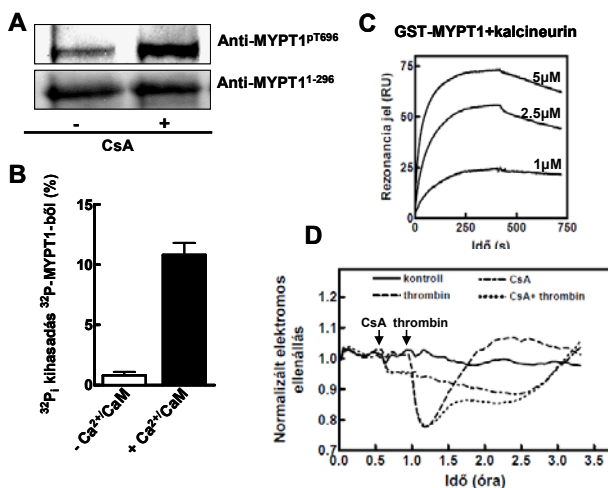 A
Anti-MYPT1pT696
Anti-MYPT11-296
- +
CsA
B
32Pi kihasadás 32P-MYPT1-ből (%)
15
10
5
0
- Ca2+/CaM
+ Ca2+/CaM
C
GST-MYPT1+kalcineurin
Rezonancia jel (RU)
75
50
25
0
5µM
2.5µM
1µM
0 250 500 750
Idő (s)
D
kontroll
thrombin
CsA
CsA+ thrombin
CsA thrombin
Normalizált elektromos
ellenállás
1.2
1.1
1.0
0.9
0.8
0.7
0.0 0.5 1.0 1.5 2.0 2.5 3.0 3.5
Idő (óra)